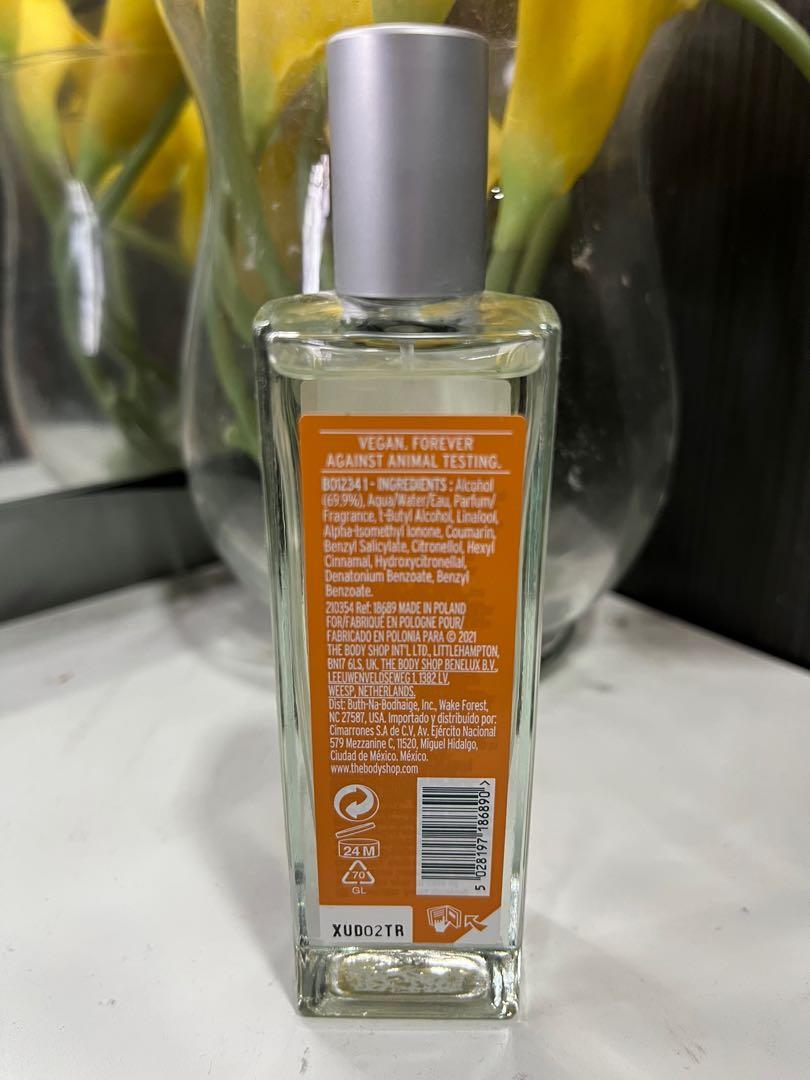 VEGAN. FOREVER
AGAINST ANIMAL TESTING.
B012341 - INGREDIENTS : Alcohol
(69.9%), Aqua/Water/Eau, Parfum/
Fragrance, t-Butyl Alcohol, Linalool,
Alpha-Isomethyl Ionone, Coumarin,
Benzyl Salicylate, Citronellol, Hexyl
Cinnamal, Hydroxycitronellal,
Denatonium Benzoate, Benzyl
Benzoate.
210354 Ref: 18689 MADE IN POLAND
FOR/FABRIQUÉ EN POLOGNE POUR/
FABRICADO EN POLONIA PARA © 2021
THE BODY SHOP INT'L LTD., LITTLEHAMPTON,
BN17 6LS, UK. THE BODY SHOP BENELUX B.V.,
LEEUWENVELDSEWEG 1, 1382 LV,
WEESP, NETHERLANDS.
Dist: Buth-Na-Bodhaige, Inc., Wake Forest,
NC 27587, USA. Importado y distribuido por:
Cimarrones S.A de C.V, Av. Ejército Nacional
579 Mezzanine C, 11520, Miguel Hidalgo,
Ciudad de México. México.
www.thebodyshop.com
24 M
70
GL
5 028197 186890 >
XUD02TR